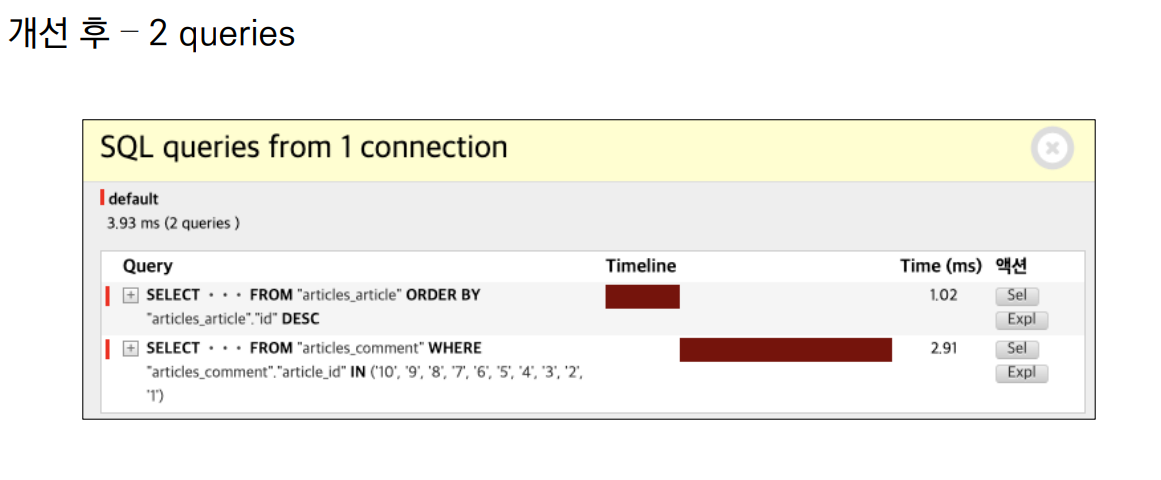 개선 후 – 2 queries
SQL queries from 1 connection
default
3.93 ms (2 queries )
Query Timeline Time (ms) 액션
SELECT ··· FROM "articles_article" ORDER BY 1.02 Sel
"articles_article"."id" DESC Expl
SELECT ··· FROM "articles_comment" WHERE 2.91 Sel
"articles_comment"."article_id" IN ('10', '9', '8', '7', '6', '5', '4', '3', '2', Expl
'1')